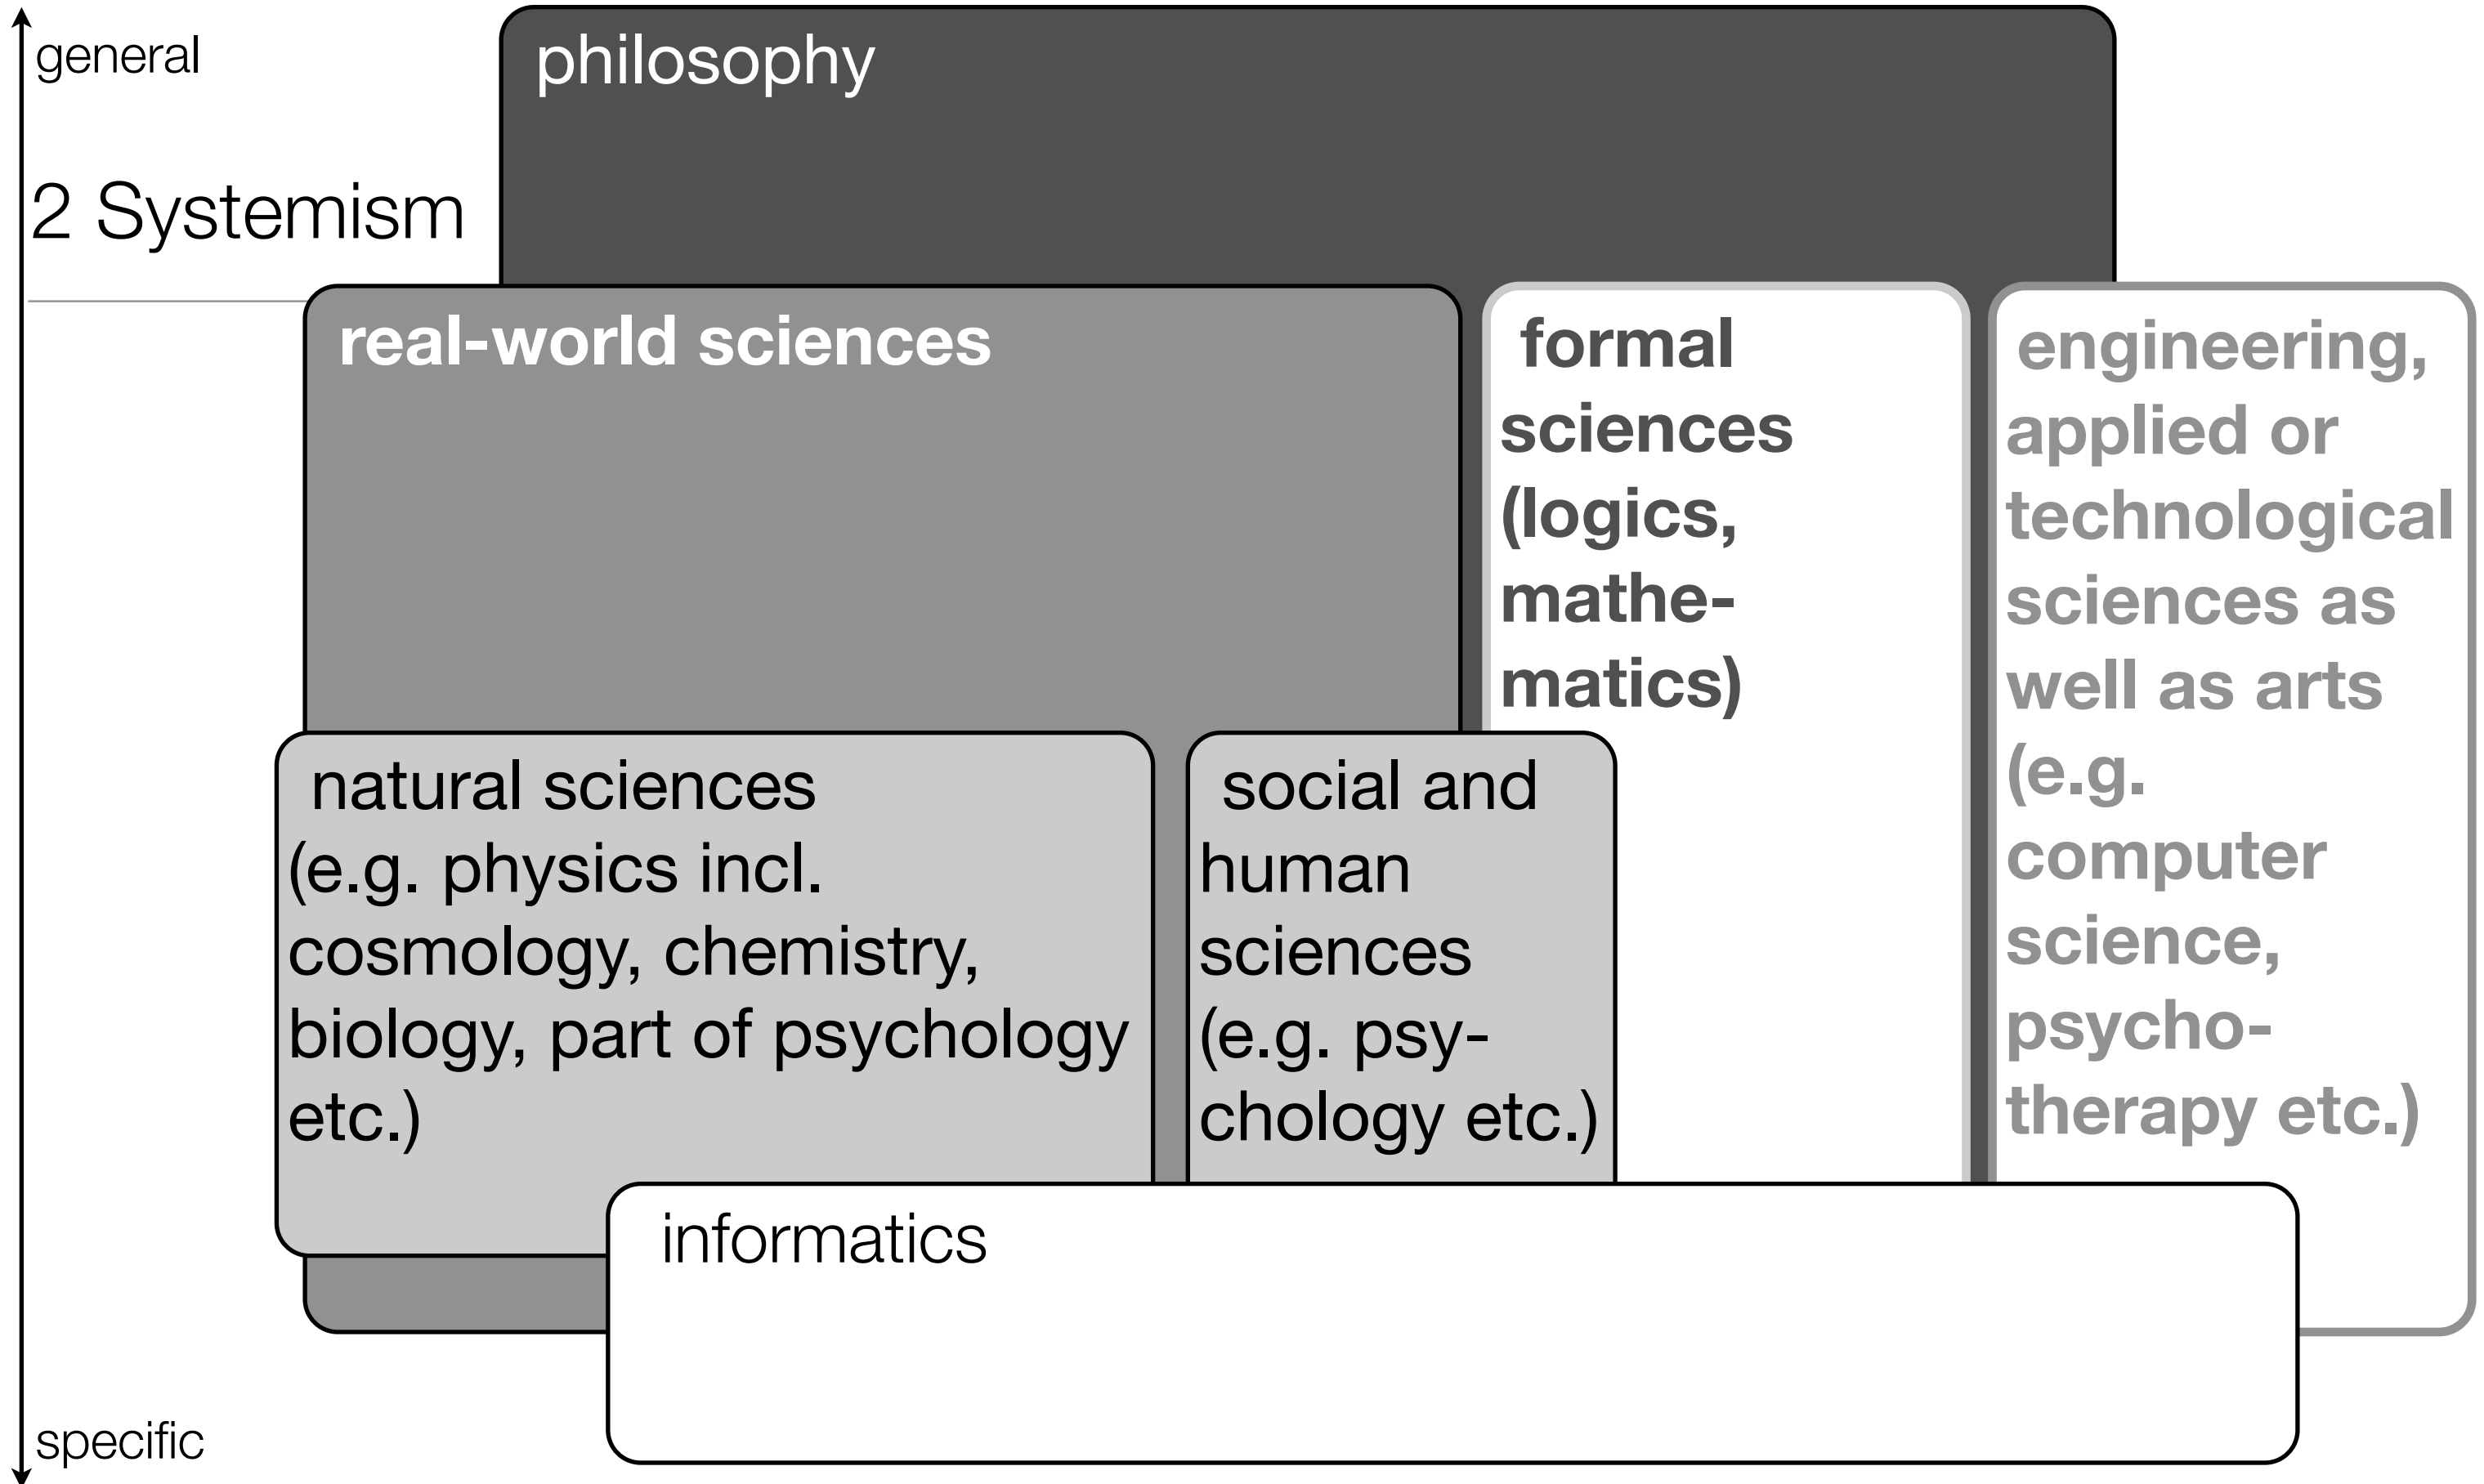 general
philosophy
2 Systemism
real-world sciences
formal
sciences
(logics,
mathe-
matics)
engineering,
applied or
technological
sciences as
well as arts
(e.g.
computer
science,
psycho-
therapy etc.)
natural sciences
(e.g. physics incl.
cosmology, chemistry,
biology, part of psychology
etc.)
social and
human
sciences
(e.g. psy-
chology etc.)
informatics
specific